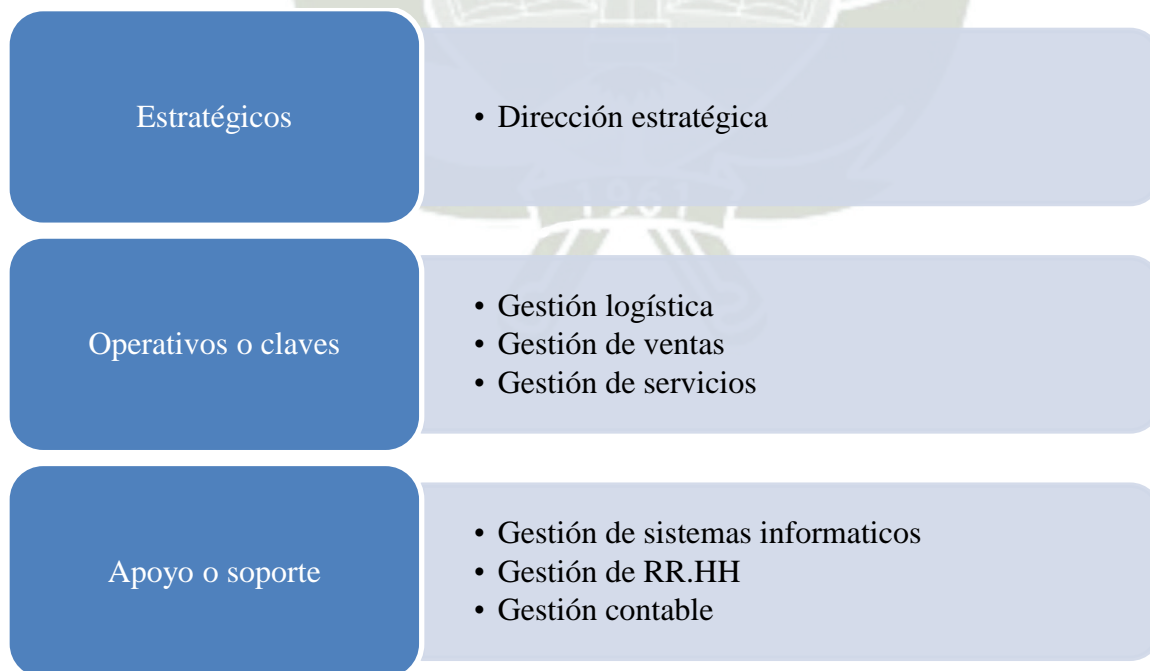 Estratégicos
• Dirección estratégica
1961
Operativos o claves
• Gestión logística
• Gestión de ventas
• Gestión de servicios
Apoyo o soporte
• Gestión de sistemas informaticos
• Gestión de RR.HH
• Gestión contable